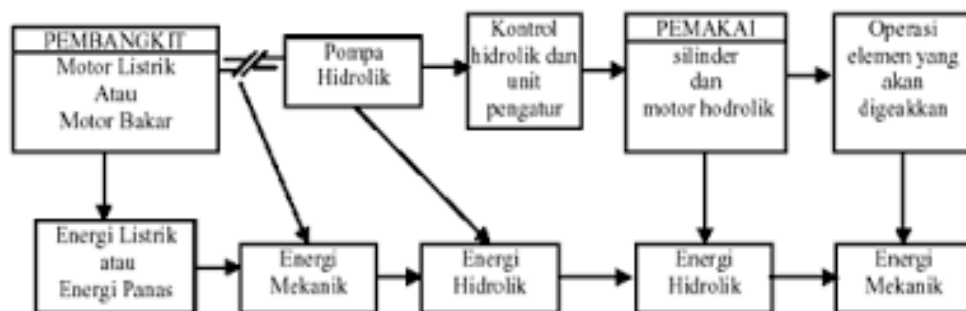 PEMBANGKIT
Motor Listrik
Atau
Motor Bakar
Pompa
Hidrolik
Kontrol
hidrolik dan
unit
pengatur
PEMAKAI
silinder
dan
motor hodrolik
Operasi
elemen yang
akan
digeakkan
Energi Listrik
atau
Energi Panas
Energi
Mekanik
Energi
Hidrolik
Energi
Hidrolik
Energi
Mekanik